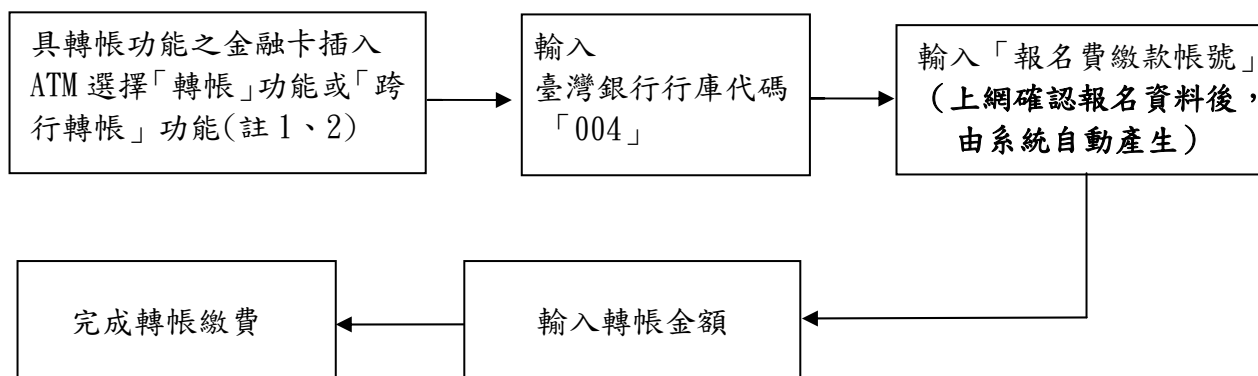 具轉帳功能之金融卡插入
ATM 選擇「轉帳」功能或「跨
行轉帳」功能(註 1、2)
輸入
臺灣銀行行庫代碼
「004」
輸入「報名費繳款帳號」
(上網確認報名資料後，
由系統自動產生)
輸入轉帳金額
完成轉帳繳費